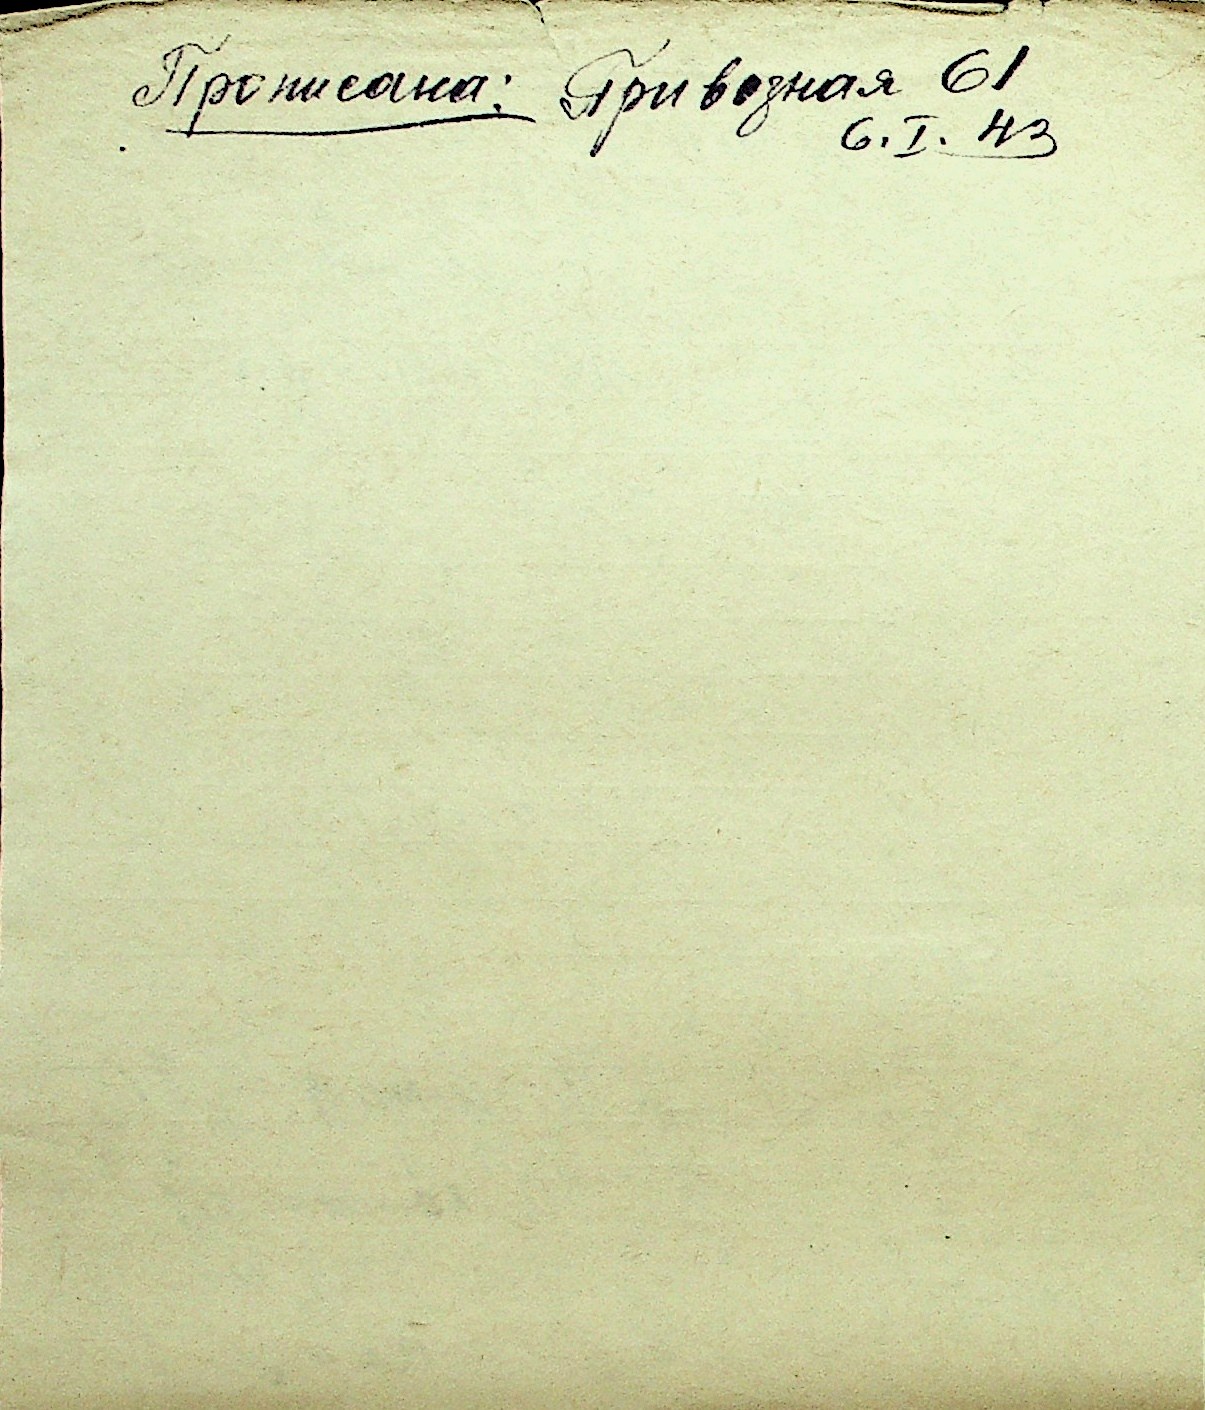 Прописана: Привозная 61
6. I. 43